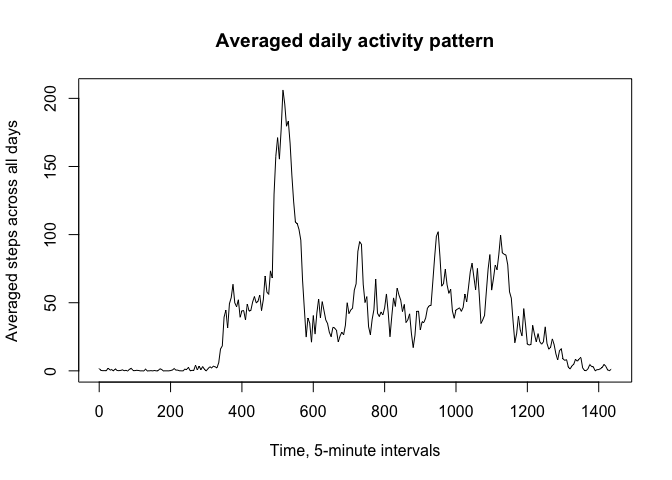 Averaged daily activity pattern
Averaged steps across all days
200
150
100
50
0
0 200 400 600 800 1000 1200 1400
Time, 5-minute intervals